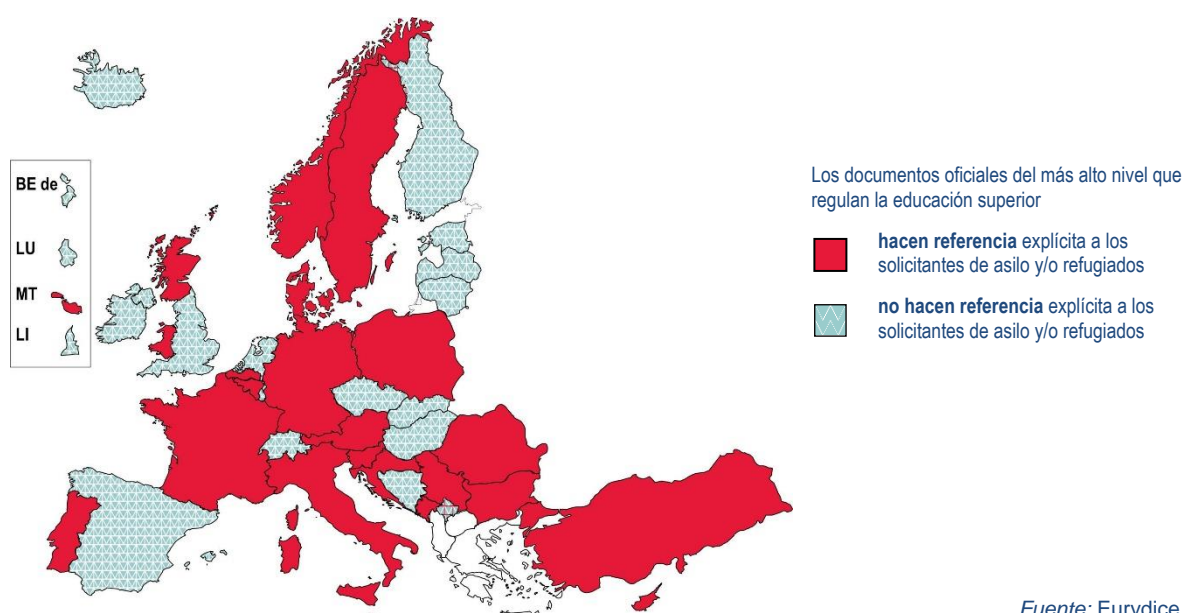 BE de
LU
MT
LI
Los documentos oficiales del más alto nivel que
regulan la educación superior
hacen referencia explícita a los
solicitantes de asilo y/o refugiados
no hacen referencia explícita a los
solicitantes de asilo y/o refugiados
Fuente: Eurydice